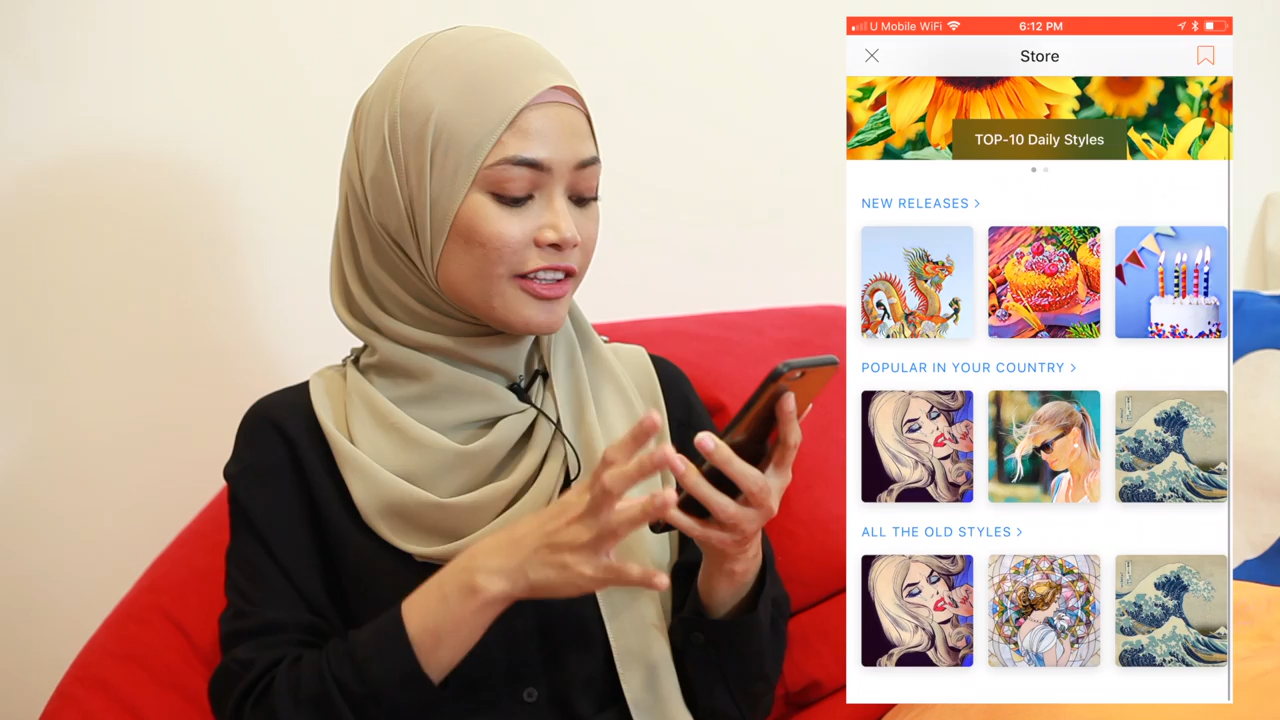 U Mobile WiFi 6:12 PM
Store
TOP-10 Daily Styles
NEW RELEASES >
POPULAR IN YOUR COUNTRY >
ALL THE OLD STYLES >